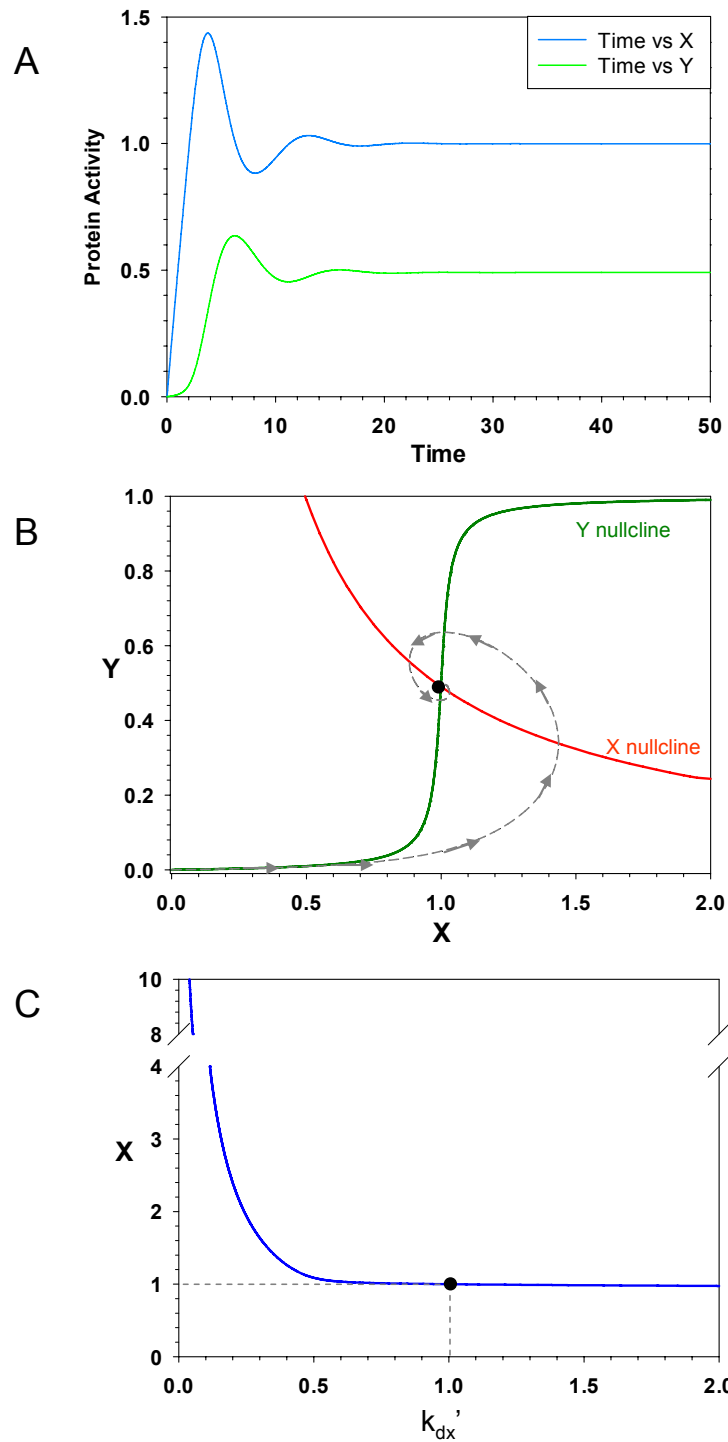 A
1.5
Time vs X
Time vs Y
1.0
Protein Activity
0.5
0.0
0 10 20 30 40 50
Time
B
1.0
Y nullcline
0.8
0.6
Y
0.4
X nullcline
0.2
0.0
0.0 0.5 1.0 1.5 2.0
X
C
10
8
4
3
X
2
1
0
0.0 0.5 1.0 1.5 2.0
kdx’